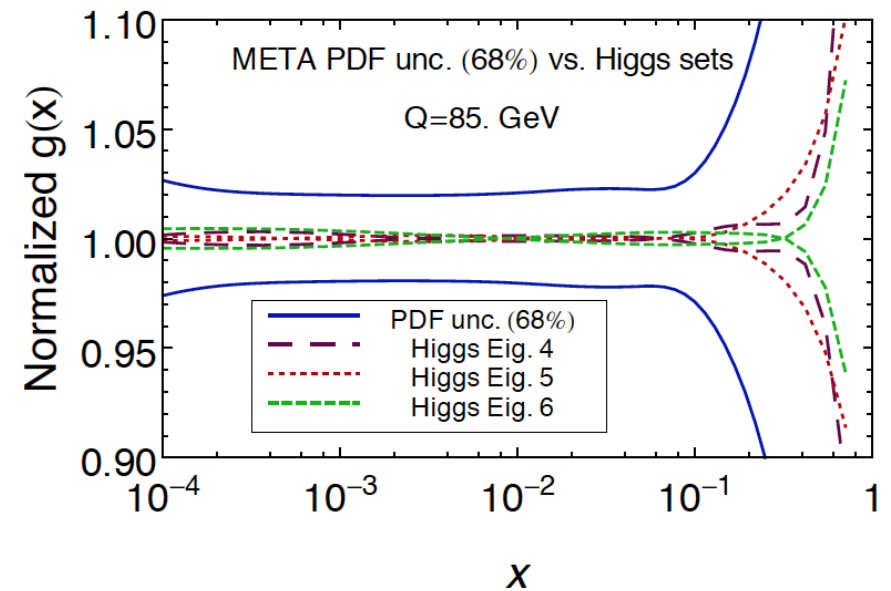 META PDF unc. (68%) vs. Higgs sets
Q=85. GeV
Normalized g(x)
1.10
1.05
1.00
0.95
0.90
PDF unc. (68%)
Higgs Eig. 4
Higgs Eig. 5
Higgs Eig. 6
10⁻⁴ 10⁻³ 10⁻² 10⁻¹ 1
x